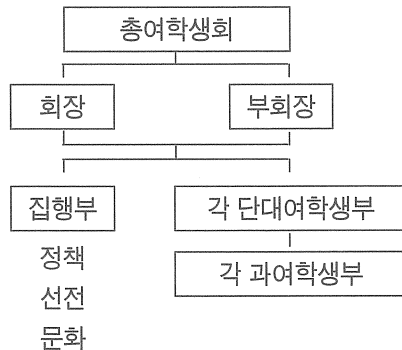 총여학생회
회장 부회장
집행부 각 단대여학생부
정책 각 과여학생부
선전
문화